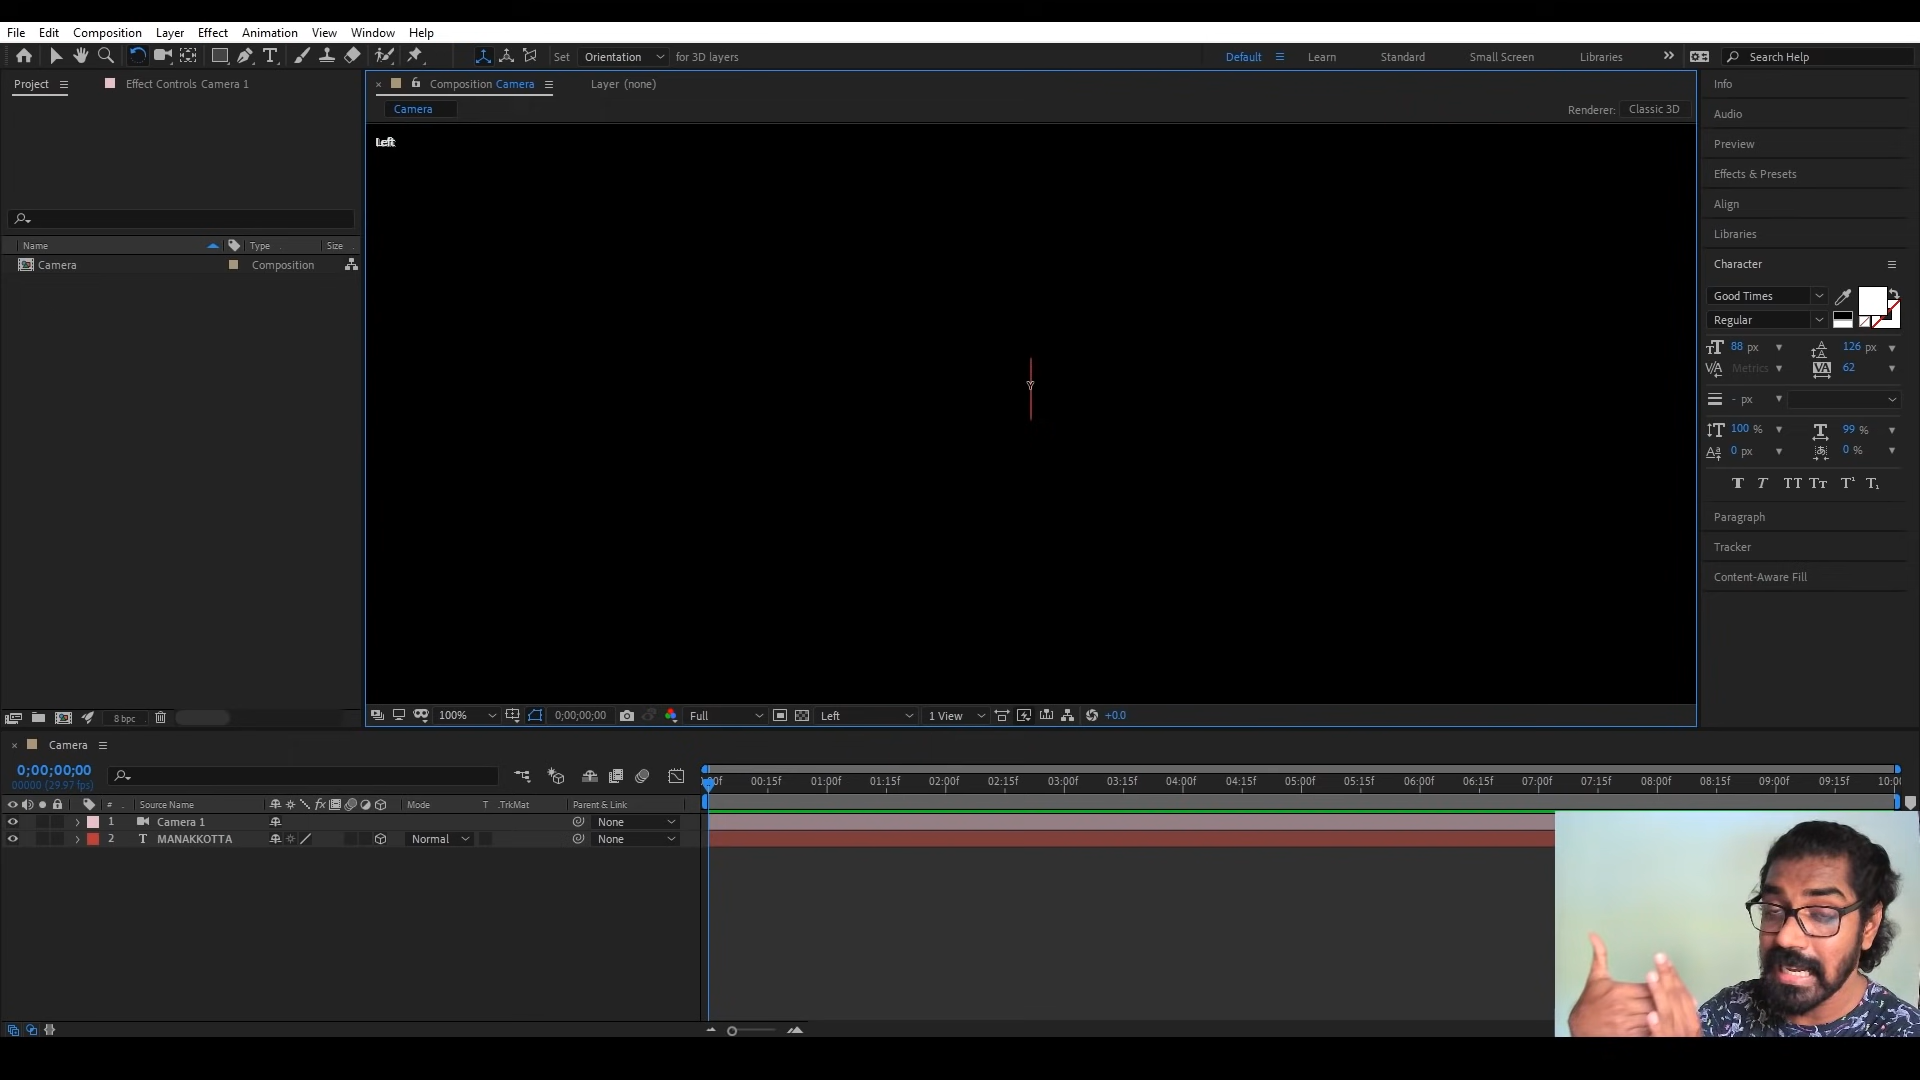 File Edit Composition Layer Effect Animation View Window Help
Set Orientation for 3D layers Default Learn Standard Small Screen Libraries Search Help
Project Effect Controls Camera 1
Composition Camera Layer (none)
Camera
Renderer: Classic 3D
Left
Name Type Size
Camera Composition
Info
Audio
Preview
Effects & Presets
Align
Libraries
Character
Good Times
Regular
88 px 126 px
Metrics 62
- px
100 % 99 %
0 px 0 %
Paragraph
Tracker
Content-Aware Fill
8 bpc
100% 0;00;00;00 Full Left 1 View +0.0
Camera
0;00;00;00
00000 (29.97 fps)
00:15f 01:00f 01:15f 02:00f 02:15f 03:00f 03:15f 04:00f 04:15f 05:00f 05:15f 06:00f 06:15f 07:00f 07:15f 08:00f 08:15f 09:00f 09:15f
# Source Name fx Mode T .TrkMat Parent & Link
1 Camera 1 None
2 T MANAKKOTTA Normal None